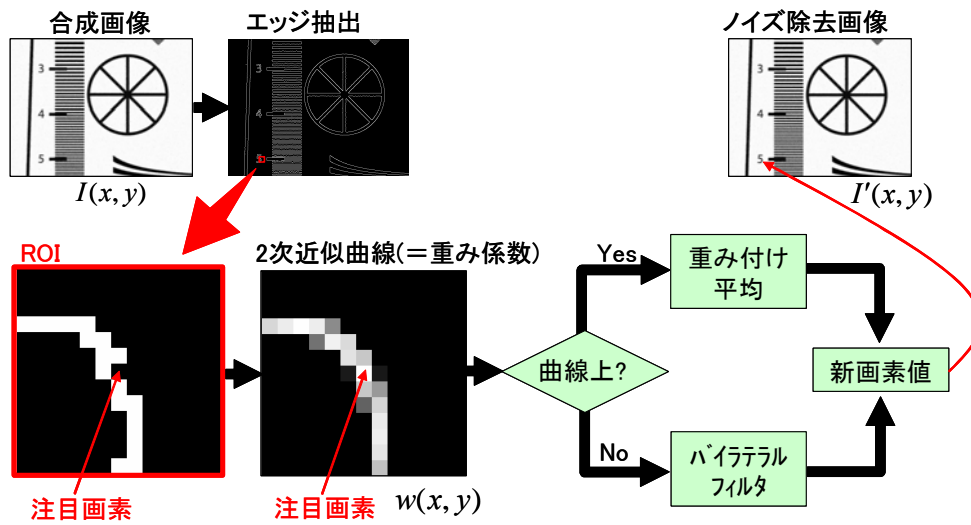 合成画像
エッジ抽出
ノイズ除去画像
3
4
5
3
4
5
3
4
5
I(x, y)
I'(x, y)
ROI
2次近似曲線(=重み係数)
Yes
重み付け
平均
曲線上?
新画素値
No
バイラテラル
フィルタ
注目画素
注目画素
w(x, y)